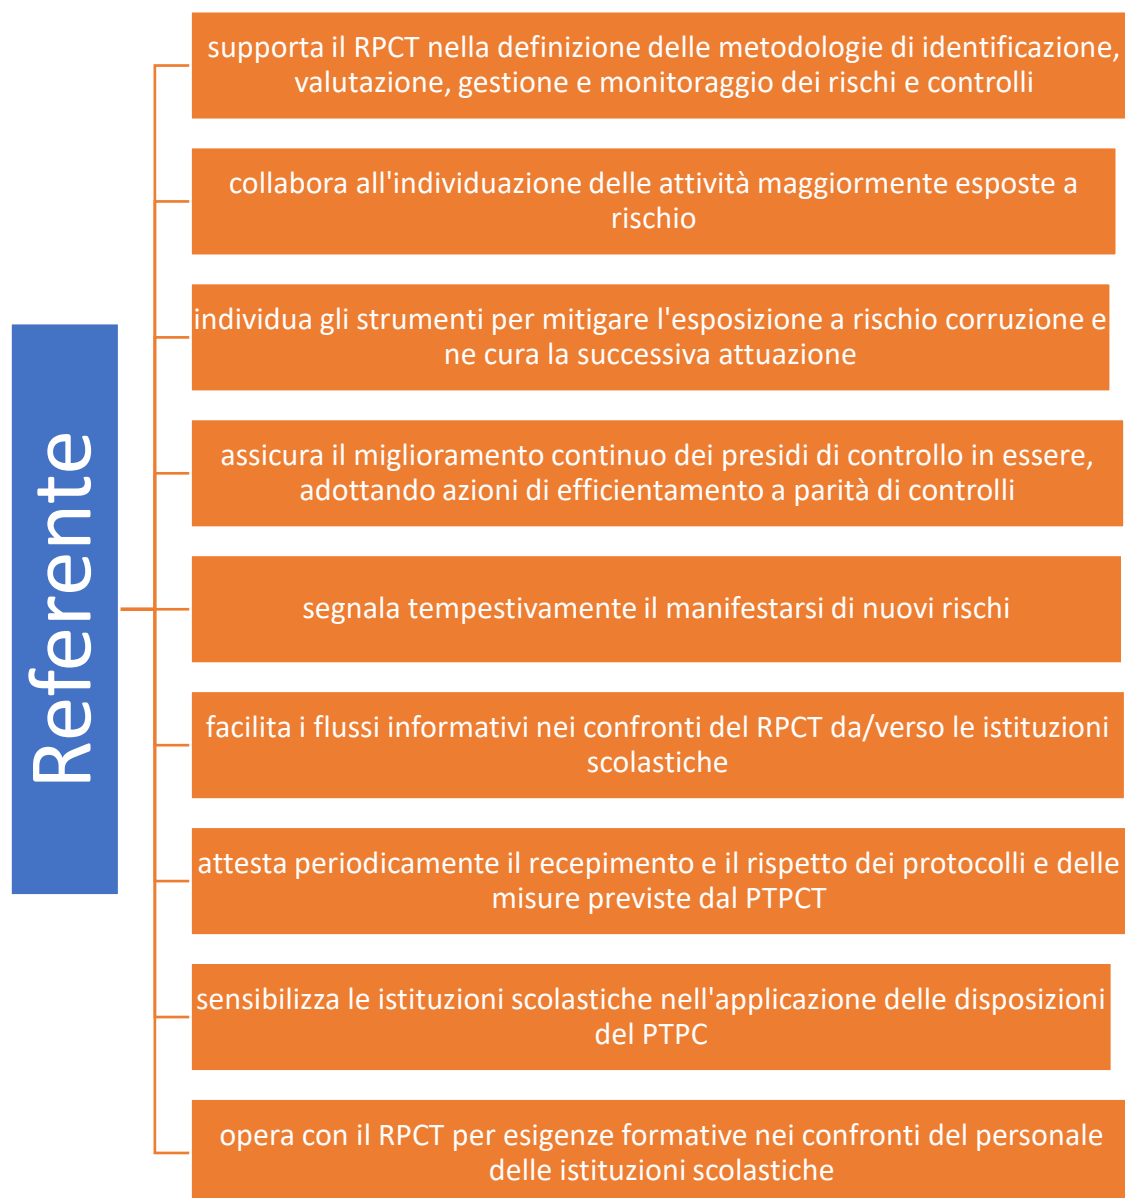 Referente
supporta il RPCT nella definizione delle metodologie di identificazione,
valutazione, gestione e monitoraggio dei rischi e controlli
collabora all'individuazione delle attività maggiormente esposte a
rischio
individua gli strumenti per mitigare l'esposizione a rischio corruzione e
ne cura la successiva attuazione
assicura il miglioramento continuo dei presidi di controllo in essere,
adottando azioni di efficientamento a parità di controlli
segnala tempestivamente il manifestarsi di nuovi rischi
facilita i flussi informativi nei confronti del RPCT da/verso le istituzioni
scolastiche
attesta periodicamente il recepimento e il rispetto dei protocolli e delle
misure previste dal PTPCT
sensibilizza le istituzioni scolastiche nell'applicazione delle disposizioni
del PTPC
opera con il RPCT per esigenze formative nei confronti del personale
delle istituzioni scolastiche